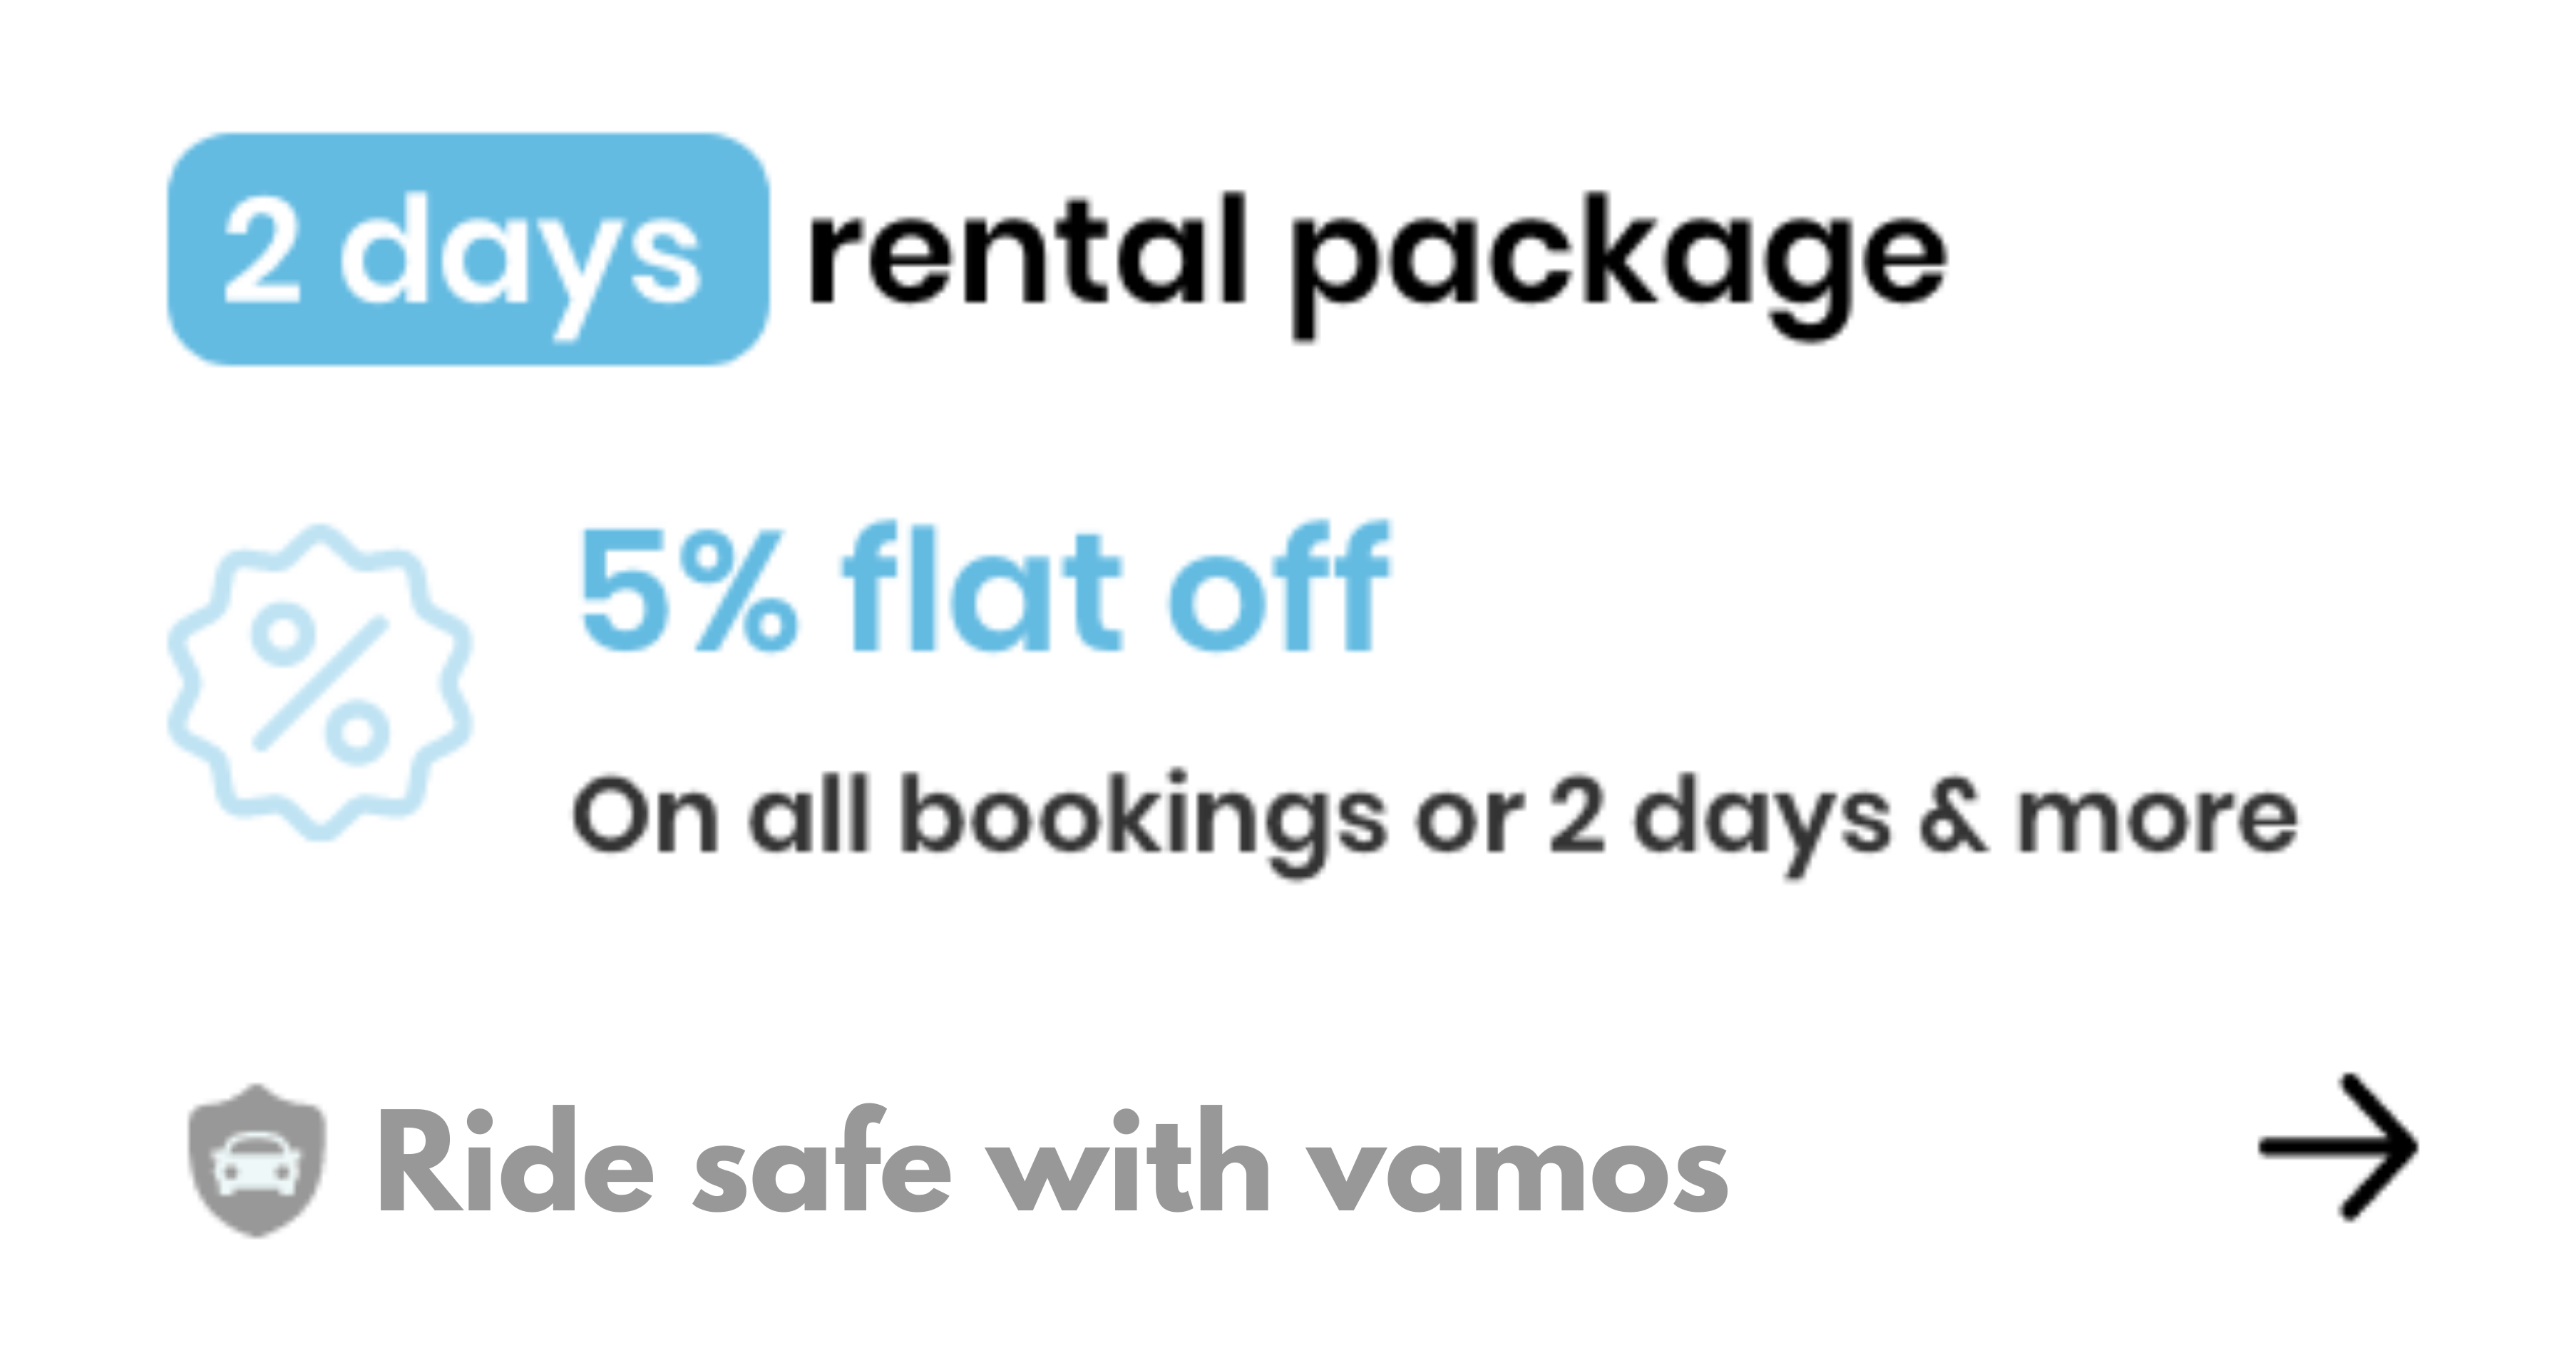 2 days rental package
5% flat off
On all bookings or 2 days & more
Ride safe with vamos